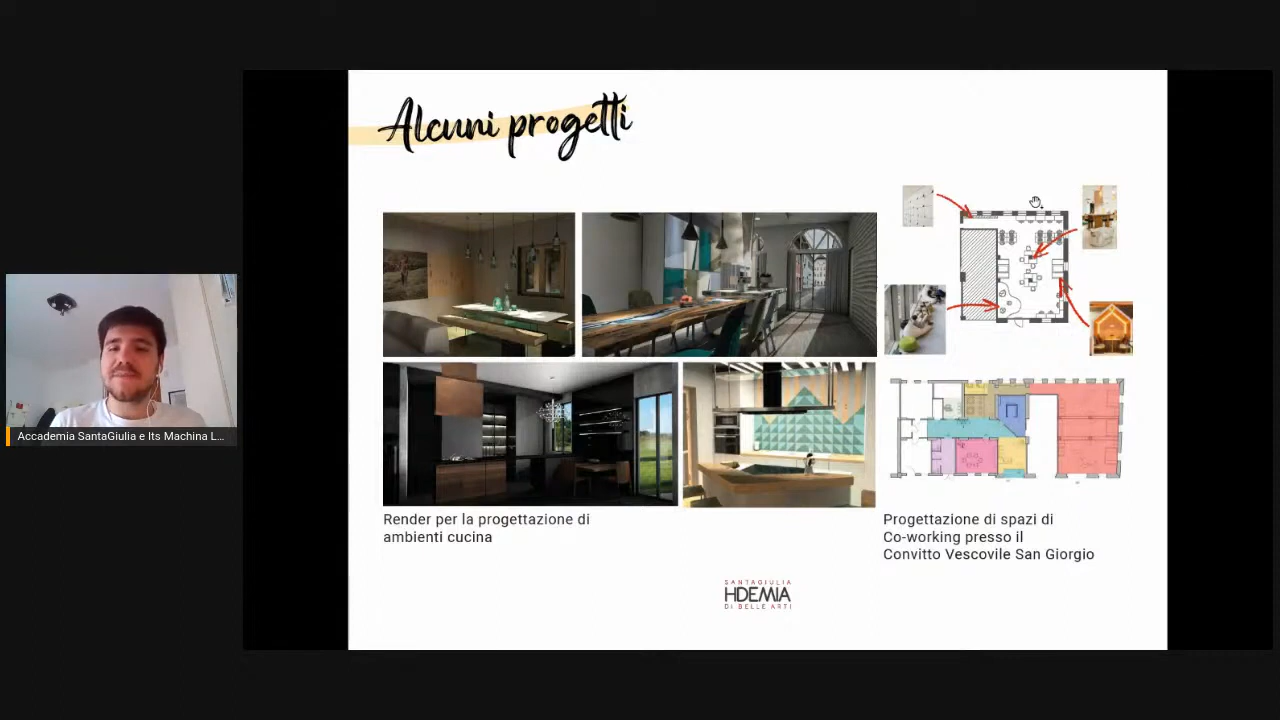 Alcuni progetti
Render per la progettazione di
ambienti cucina
Progettazione di spazi di
Co-working presso il
Convitto Vescovile San Giorgio
SANTAGIULIA
HDEMIA
DI BELLE ARTI
Accademia SantaGiulia e Its Machina L...